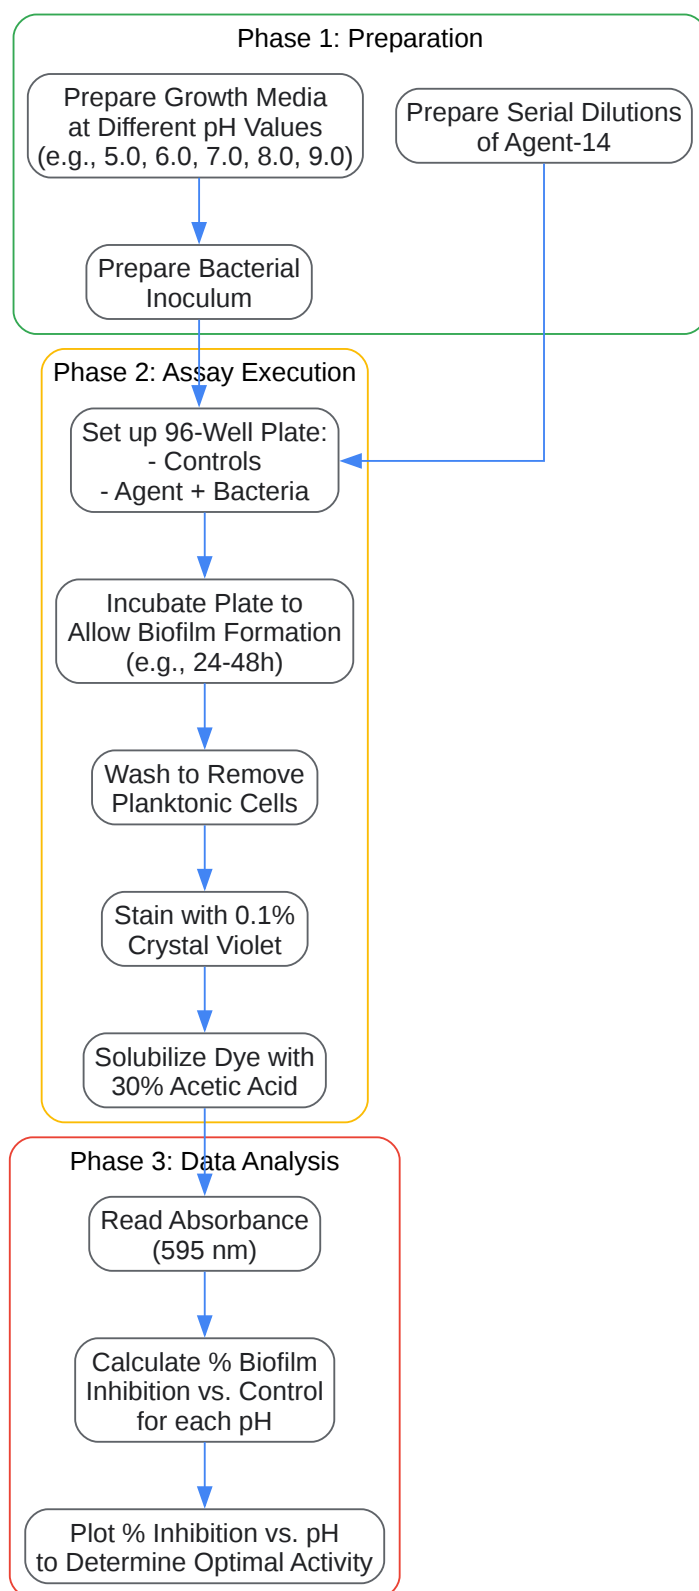 Phase 1: Preparation
Prepare Growth Media
at Different pH Values
(e.g., 5.0, 6.0, 7.0, 8.0, 9.0)
Prepare Serial Dilutions
of Agent-14
Prepare Bacterial
Inoculum
Phase 2: Assay Execution
Set up 96-Well Plate:
- Controls
- Agent + Bacteria
Incubate Plate to
Allow Biofilm Formation
(e.g., 24-48h)
Wash to Remove
Planktonic Cells
Stain with 0.1%
Crystal Violet
Solubilize Dye with
30% Acetic Acid
Phase 3: Data Analysis
Read Absorbance
(595 nm)
Calculate % Biofilm
Inhibition vs. Control
for each pH
Plot % Inhibition vs. pH
to Determine Optimal Activity